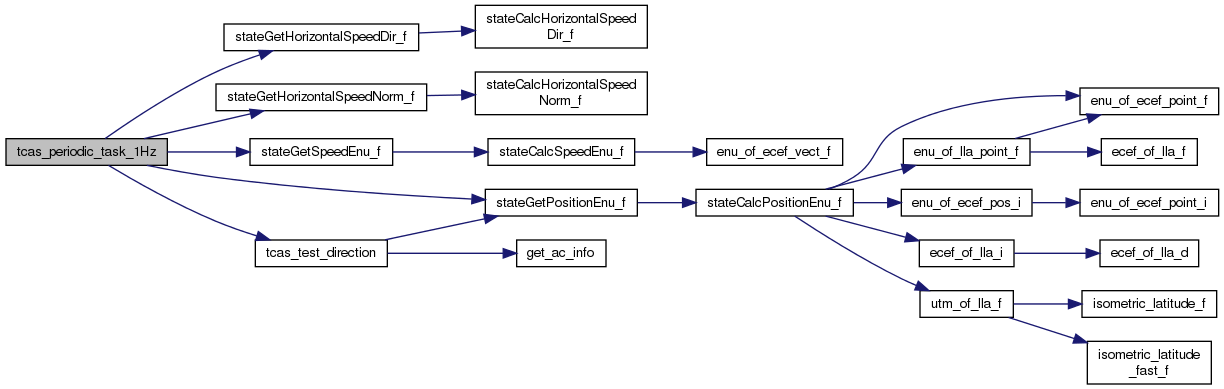 tcas_periodic_task_1Hz
stateGetHorizontalSpeedDir_f
stateCalcHorizontalSpeed
Dir_f
stateGetHorizontalSpeedNorm_f
stateCalcHorizontalSpeed
Norm_f
stateGetSpeedEnu_f
stateCalcSpeedEnu_f
enu_of_ecef_vect_f
stateGetPositionEnu_f
stateCalcPositionEnu_f
tcas_test_direction
get_ac_info
enu_of_ecef_point_f
enu_of_lla_point_f
ecef_of_lla_f
enu_of_ecef_pos_i
enu_of_ecef_point_i
ecef_of_lla_i
ecef_of_lla_d
utm_of_lla_f
isometric_latitude_f
isometric_latitude
_fast_f